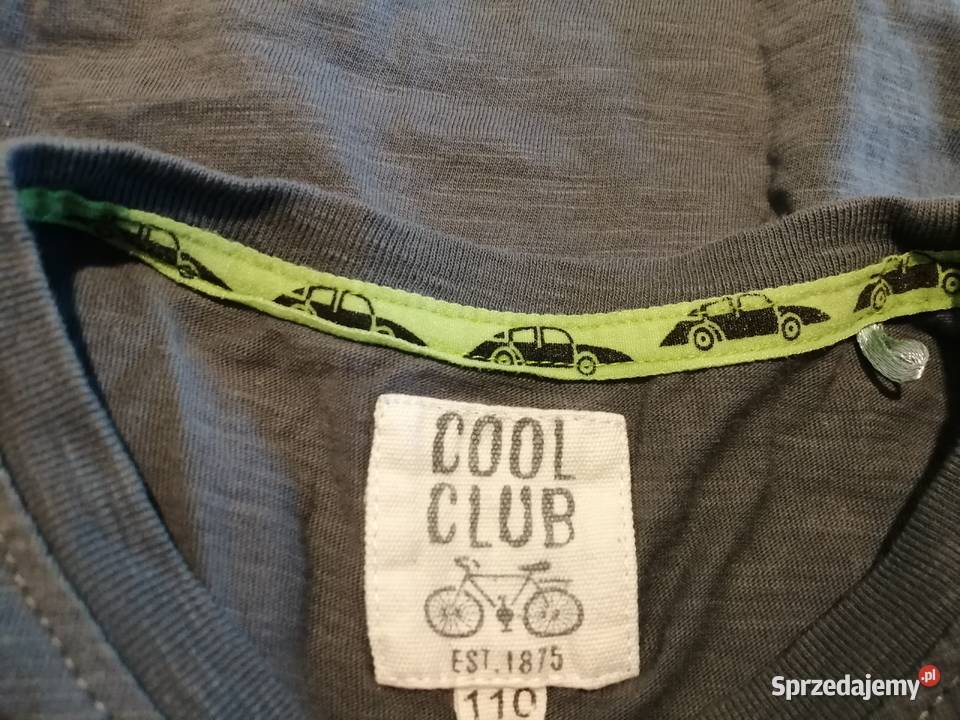 COOL
CLUB
EST. 1875
110
Sprzedajemy.pl